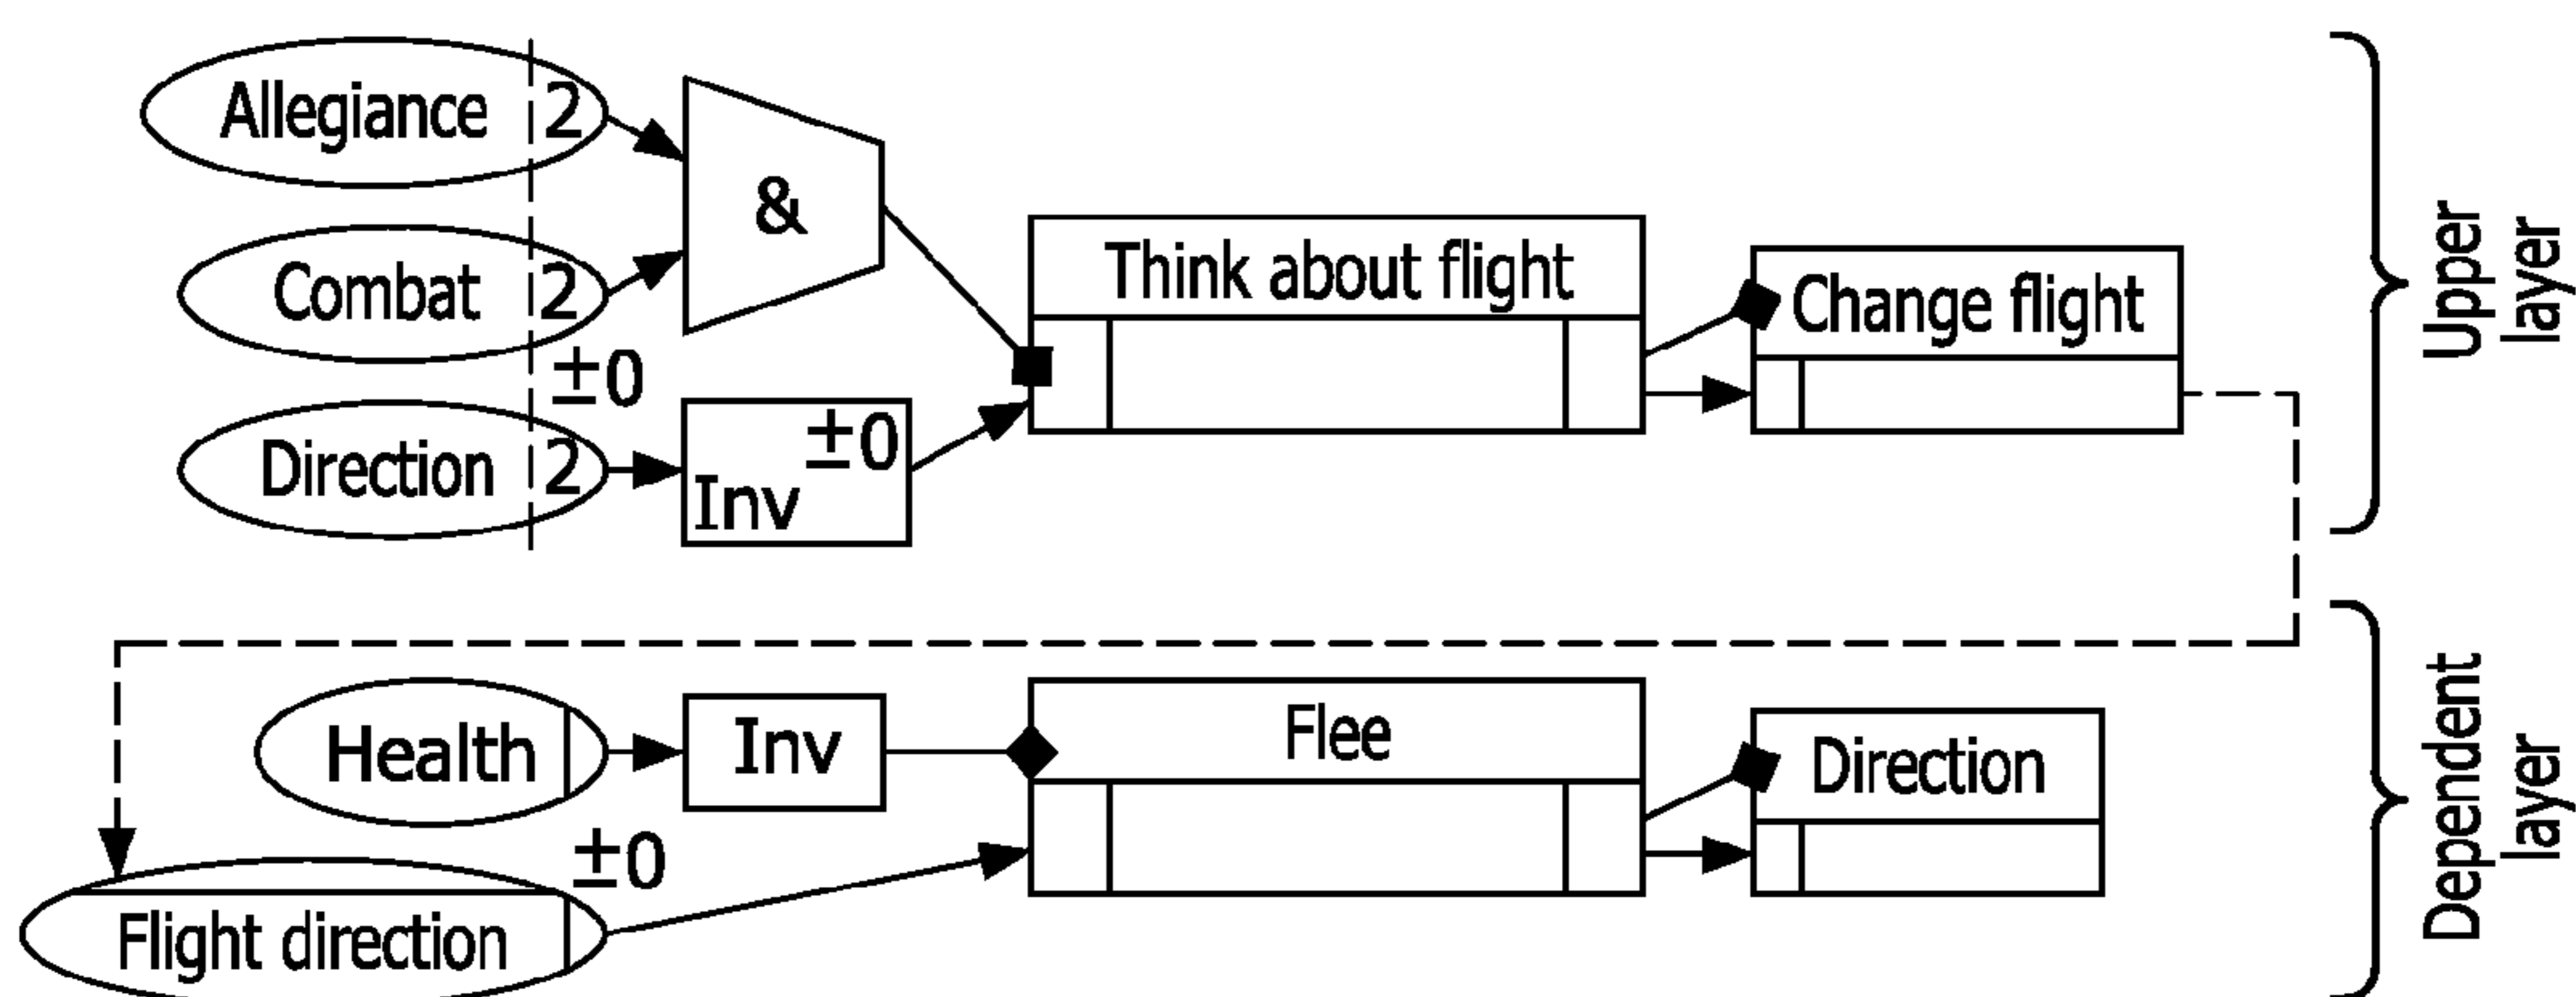 Allegiance 2
&
Combat 2
±0
Direction 2
Inv ±0
Think about flight
Change flight
Upper
layer
Health
Inv
Flee
Direction
±0
Flight direction
Dependent
layer